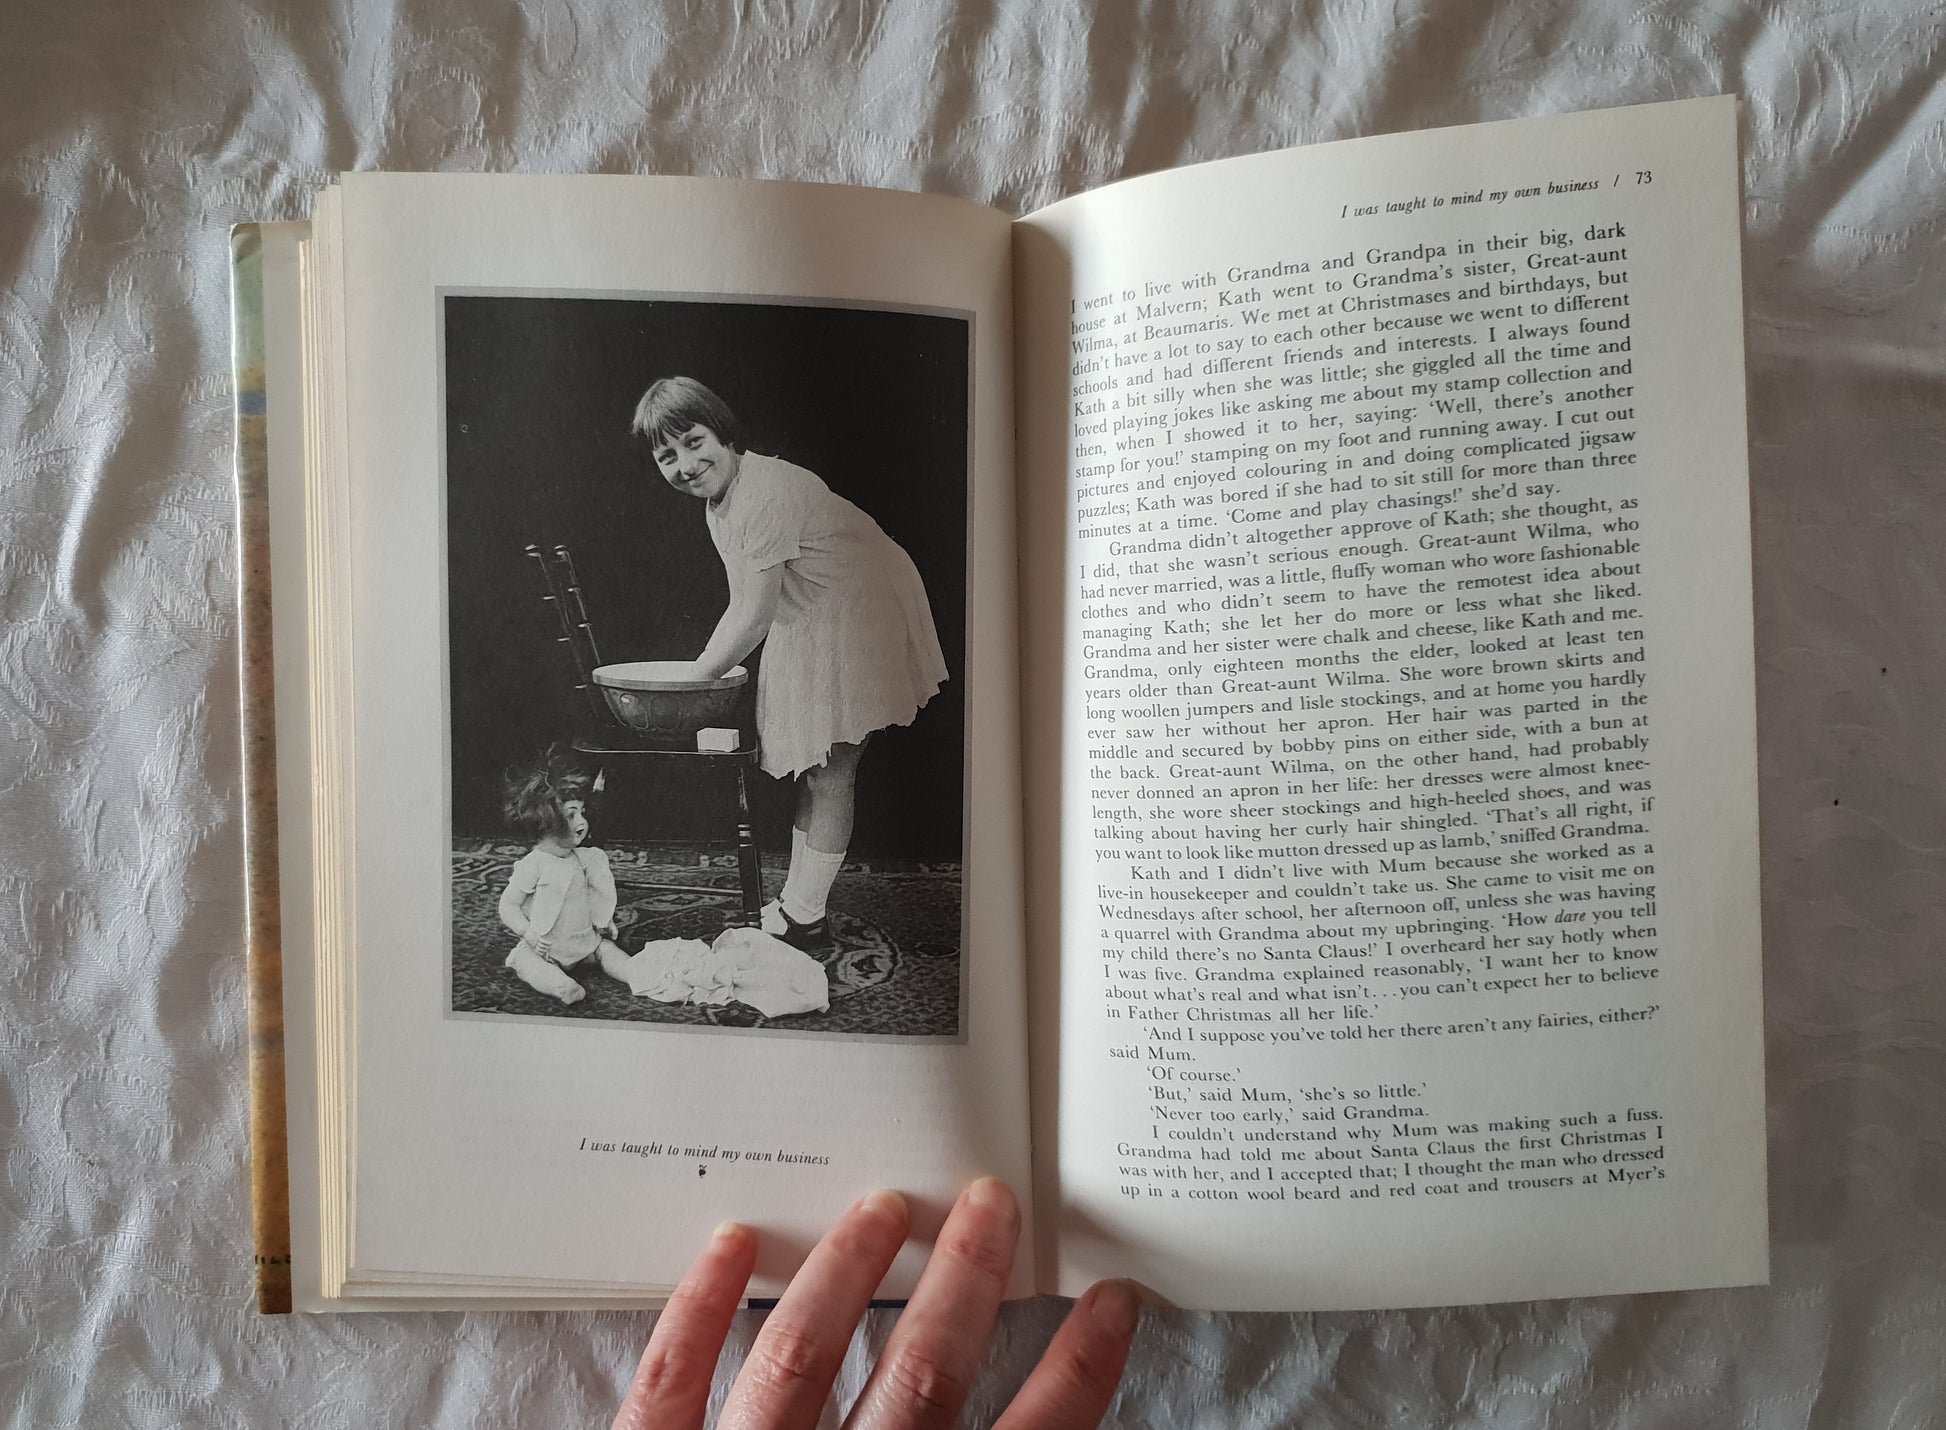 I was taught to mind my own business
I was taught to mind my own business / 73
I went to live with Grandma and Grandpa in their big, dark
house at Malvern; Kath went to Grandma's sister, Great-aunt
Wilma, at Beaumaris. We met at Christmases and birthdays, but
didn't have a lot to say to each other because we went to different
schools and had different friends and interests. I always found
Kath a bit silly when she was little; she giggled all the time and
loved playing jokes like asking me about my stamp collection and
then, when I showed it to her, saying: 'Well, there's another
stamp for you!' stamping on my foot and running away. I cut out
pictures and enjoyed colouring in and doing complicated jigsaw
puzzles; Kath was bored if she had to sit still for more than three
minutes at a time. 'Come and play chasings!' she'd say.
Grandma didn't altogether approve of Kath; she thought, as
I did, that she wasn't serious enough. Great-aunt Wilma, who
had never married, was a little, fluffy woman who wore fashionable
clothes and who didn't seem to have the remotest idea about
managing Kath; she let her do more or less what she liked.
Grandma and her sister were chalk and cheese, like Kath and me.
Grandma, only eighteen months the elder, looked at least ten
years older than Great-aunt Wilma. She wore brown skirts and
long woollen jumpers and lisle stockings, and at home you hardly
ever saw her without her apron. Her hair was parted in the
middle and secured by bobby pins on either side, with a bun at
the back. Great-aunt Wilma, on the other hand, had probably
never donned an apron in her life: her dresses were almost knee-
length, she wore sheer stockings and high-heeled shoes, and was
talking about having her curly hair shingled. 'That's all right, if
you want to look like mutton dressed up as lamb,' sniffed Grandma.
Kath and I didn't live with Mum because she worked as a
live-in housekeeper and couldn't take us. She came to visit me on
Wednesdays after school, her afternoon off, unless she was having
a quarrel with Grandma about my upbringing. 'How dare you tell
my child there's no Santa Claus!' I overheard her say hotly when
I was five. Grandma explained reasonably, 'I want her to know
about what's real and what isn't...you can't expect her to believe
in Father Christmas all her life.'
'And I suppose you've told her there aren't any fairies, either?'
said Mum.
'Of course.'
'But,' said Mum, 'she's so little.'
'Never too early,' said Grandma.
I couldn't understand why Mum was making such a fuss.
Grandma had told me about Santa Claus the first Christmas I
was with her, and I accepted that; I thought the man who dressed
up in a cotton wool beard and red coat and trousers at Myer's